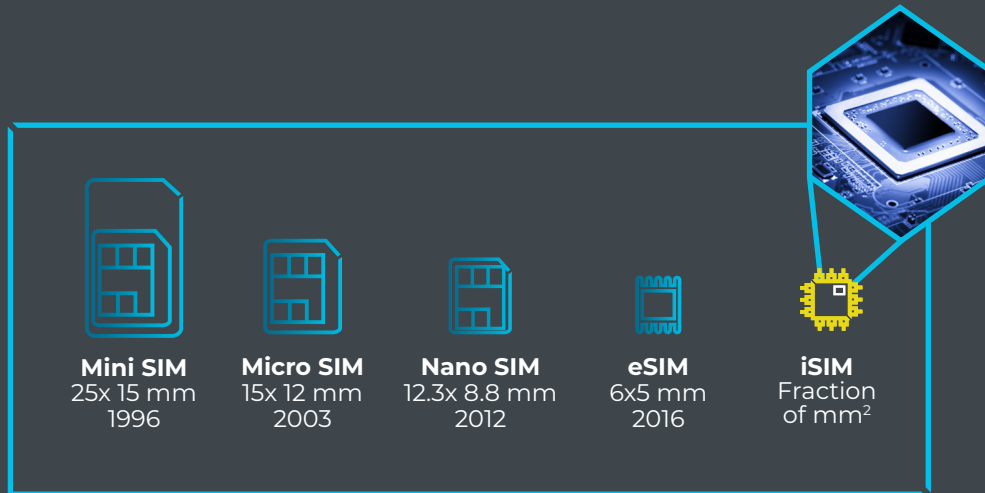 Mini SIM
25x 15 mm
1996
Micro SIM
15x 12 mm
2003
Nano SIM
12.3x 8.8 mm
2012
eSIM
6x5 mm
2016
iSIM
Fraction
of mm²